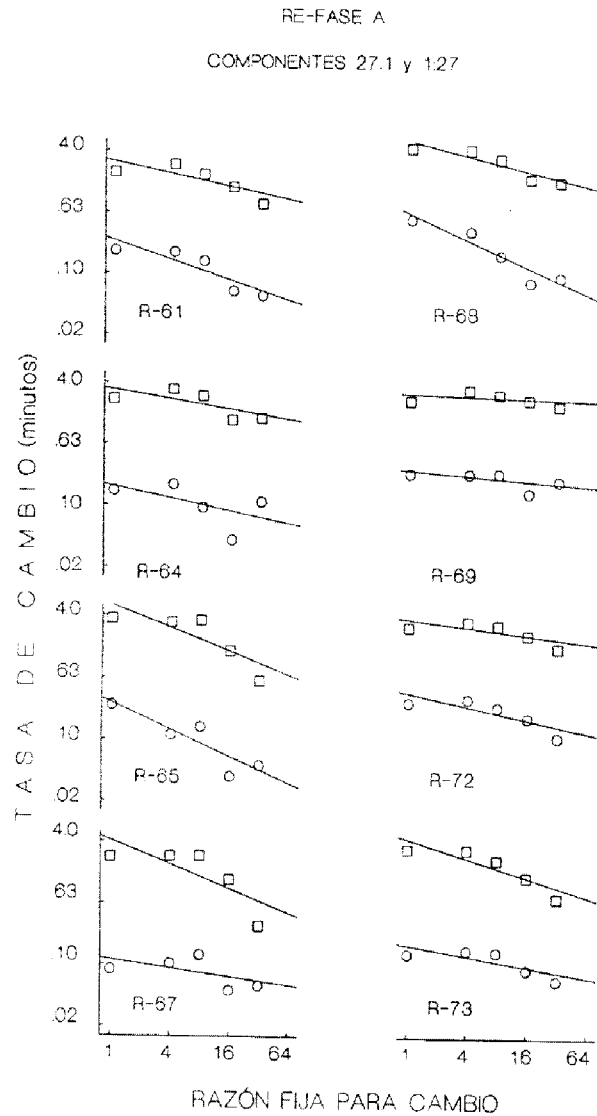 RE-FASE A
COMPONENTES 27.1 y 1:27
TASA DE CAMBIO (minutos)
4.0
.63
.10
.02
R-61
R-68
4.0
.63
.10
.02
R-64
R-69
4.0
.63
.10
.02
R-65
R-72
4.0
.63
.10
.02
R-67
R-73
1 4 16 64
1 4 16 64
RAZÓN FIJA PARA CAMBIO